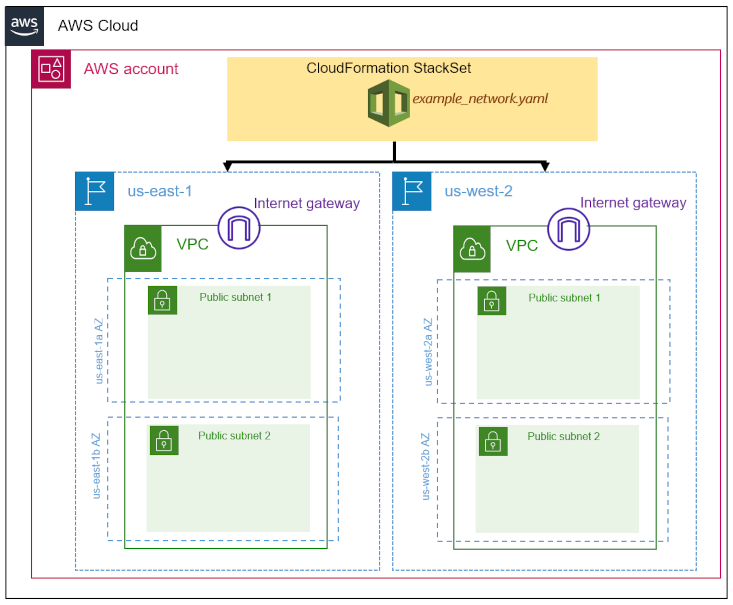 aws
AWS Cloud
AWS account
CloudFormation StackSet
example_network.yaml
us-east-1
Internet gateway
VPC
us-east-1a AZ
Public subnet 1
us-east-1b AZ
Public subnet 2
us-west-2
Internet gateway
VPC
us-west-2a AZ
Public subnet 1
us-west-2b AZ
Public subnet 2